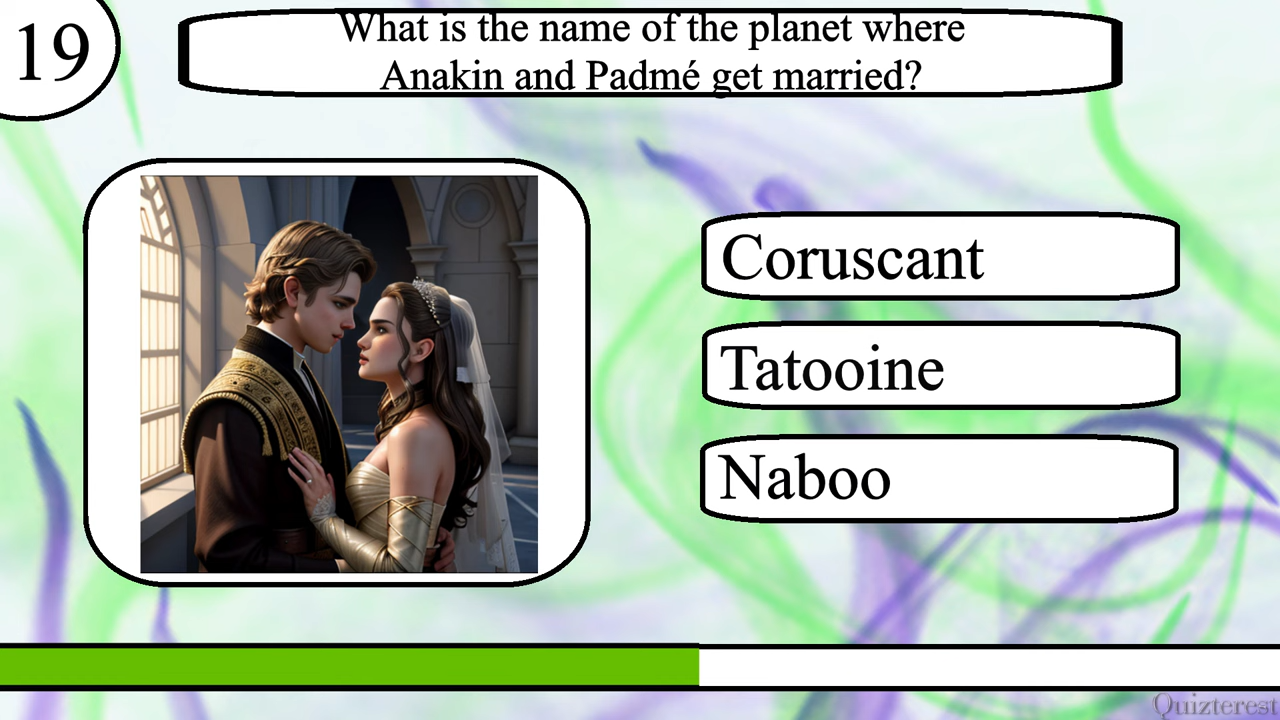 19
What is the name of the planet where
Anakin and Padmé get married?
Coruscant
Tatooine
Naboo
Quizterest